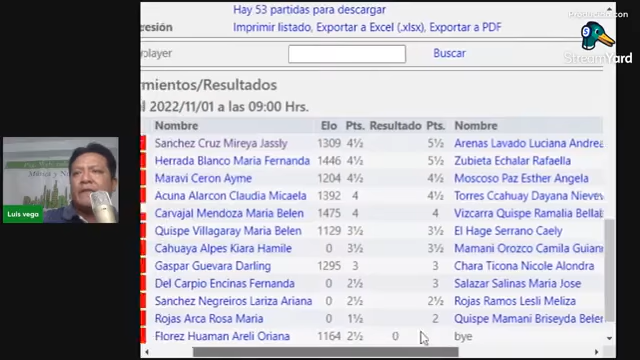 Hay 53 partidas para descargar
Producido con
resión Imprimir listado, Exportar a Excel (.xlsx), Exportar a PDF
StreamYard
player Buscar
mientos/Resultados
l 2022/11/01 a las 09:00 Hrs.
Nombre Elo Pts. Resultado Pts. Nombre
Sanchez Cruz Mireya Jassly 1309 4½ 5½ Arenas Lavado Luciana Andrea
Herrada Blanco Maria Fernanda 1446 4½ 5½ Zubieta Echalar Rafaella
Maravi Ceron Ayme 1204 4½ 4½ Moscoso Paz Esther Angela
Acuna Alarcon Claudia Micaela 1392 4 4½ Torres Ccahuay Dayana Nieve
Carvajal Mendoza Maria Belen 1475 4 4 Vizcarra Quispe Ramalia Bella
Quispe Villagaray Maria Belen 1129 3½ 3½ El Hage Serrano Caely
Cahuaya Alpes Kiara Hamile 0 3½ 3½ Mamani Orozco Camila Guian
Gaspar Guevara Darling 1295 3 3 Chara Ticona Nicole Alondra
Del Carpio Encinas Fernanda 0 2½ 3 Salazar Salinas Maria Jose
Sanchez Negreiros Lariza Ariana 0 2½ 2½ Rojas Ramos Lesli Meliza
Rojas Arca Rosa Maria 0 1½ 2 Quispe Mamani Briseyda Belen
Florez Huaman Areli Oriana 1164 2½ 0 bye
Luis vega